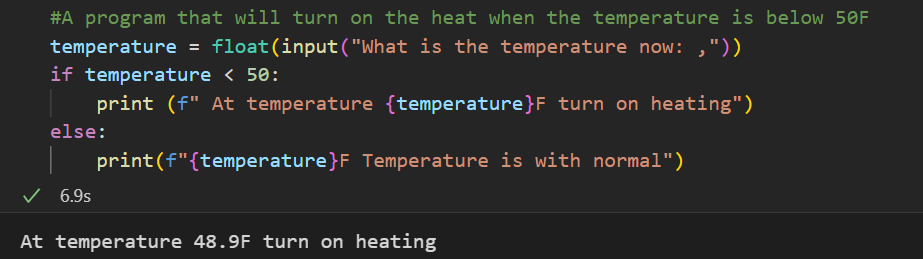 #A program that will turn on the heat when the temperature is below 50F
temperature = float(input("What is the temperature now: ,"))
if temperature < 50:
    print (f" At temperature {temperature}F turn on heating")
else:
    print(f"{temperature}F Temperature is with normal")
6.9s
At temperature 48.9F turn on heating